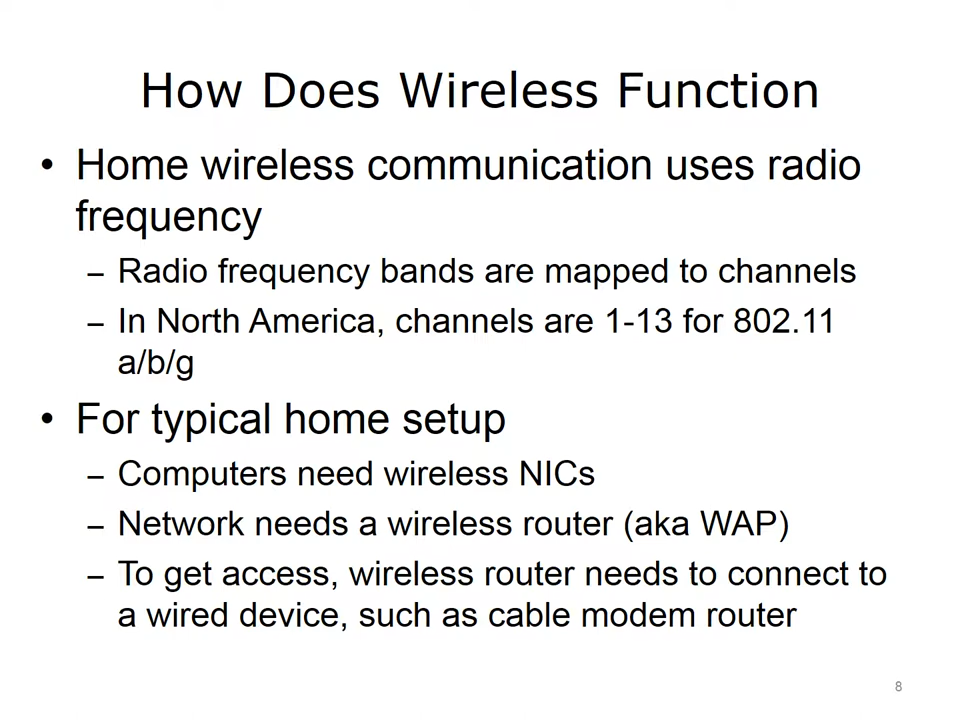 How Does Wireless Function
• Home wireless communication uses radio
frequency
– Radio frequency bands are mapped to channels
– In North America, channels are 1-13 for 802.11
a/b/g
• For typical home setup
– Computers need wireless NICs
– Network needs a wireless router (aka WAP)
– To get access, wireless router needs to connect to
a wired device, such as cable modem router
8